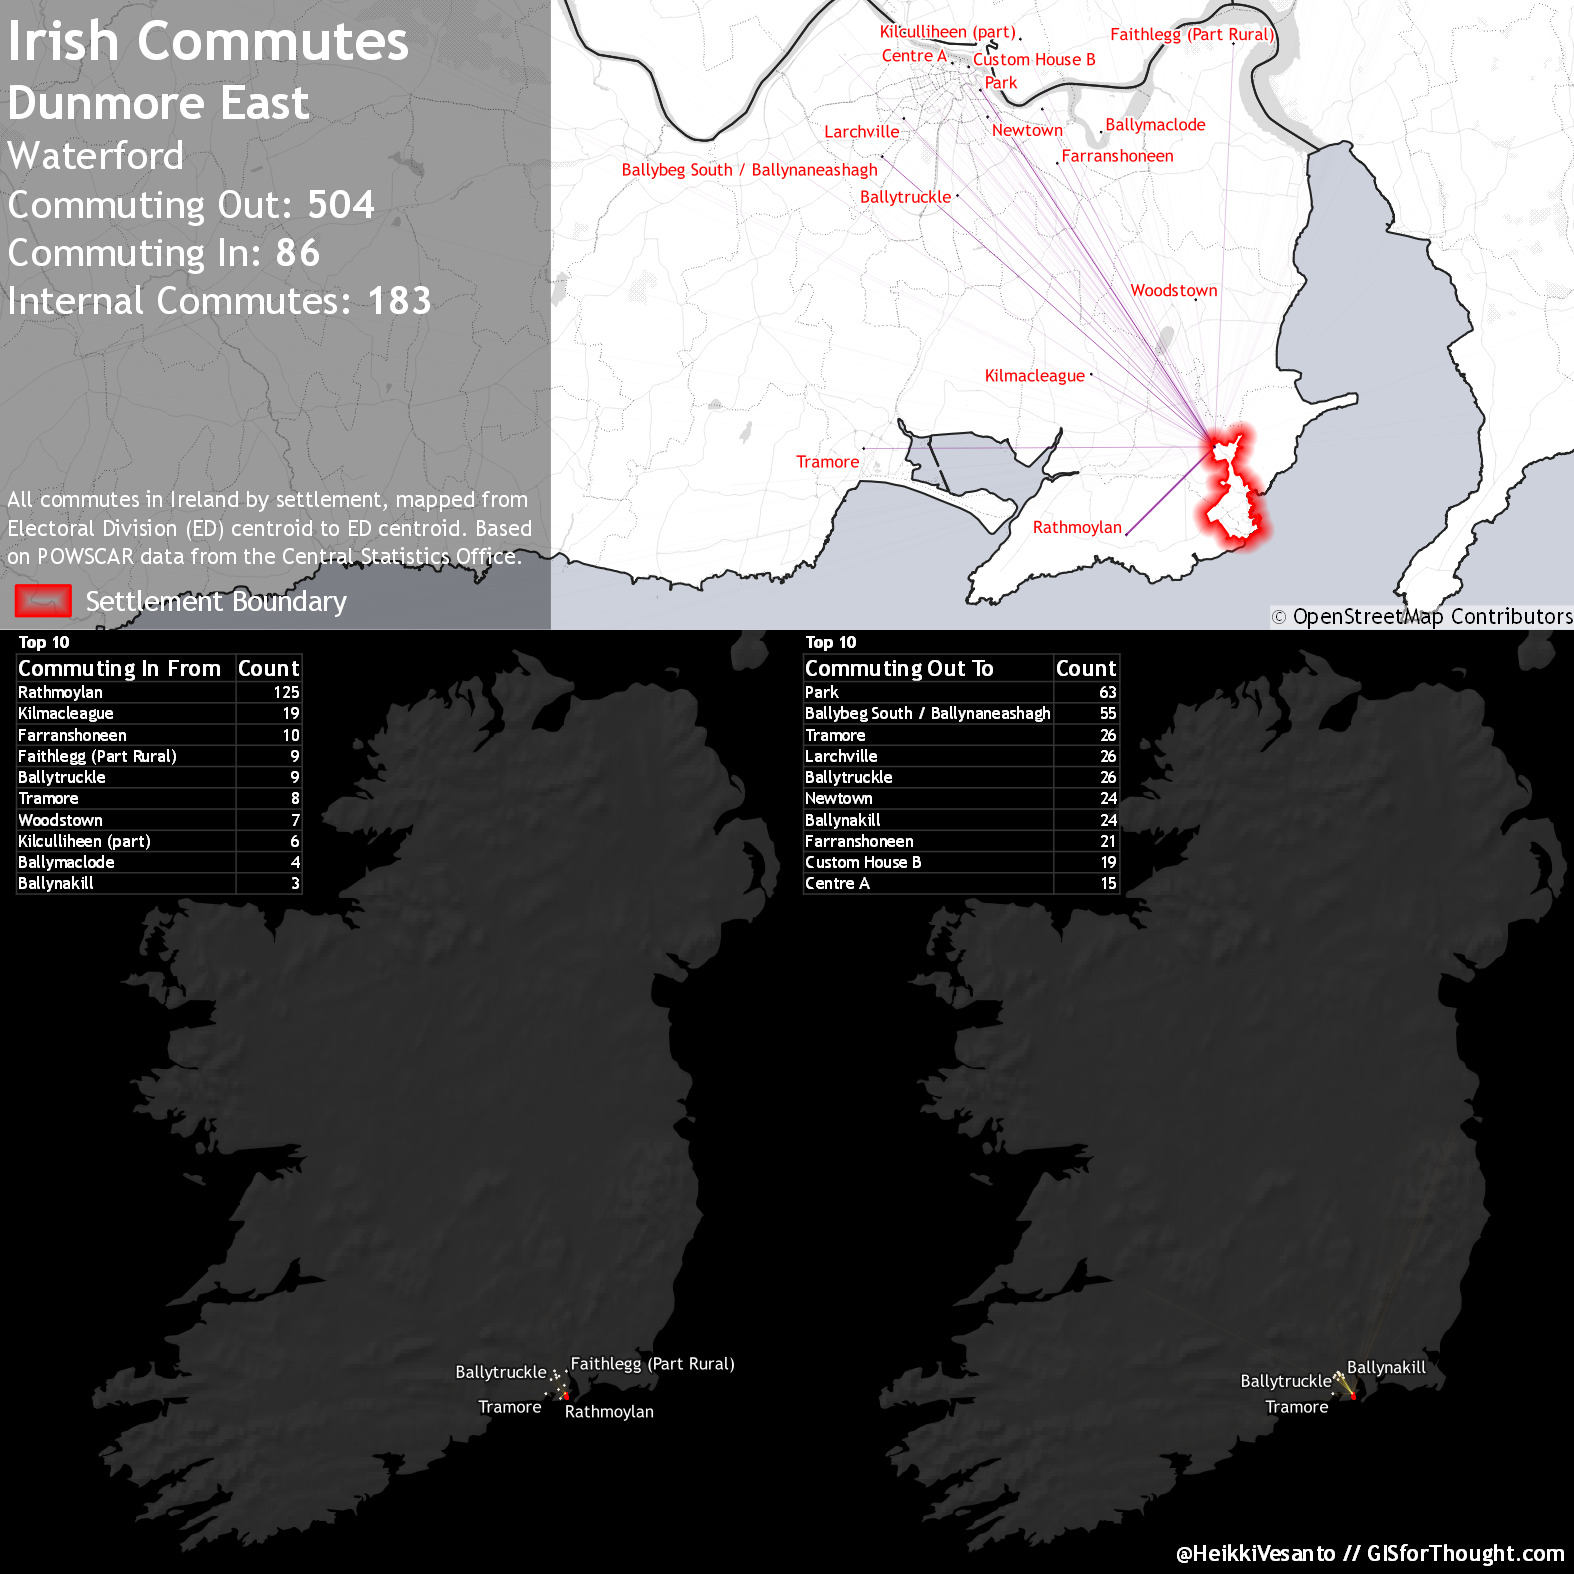 Irish Commutes
Dunmore East
Waterford
Commuting Out: 504
Commuting In: 86
Internal Commutes: 183
All commutes in Ireland by settlement, mapped from
Electoral Division (ED) centroid to ED centroid. Based
on POWSCAR data from the Central Statistics Office.
Settlement Boundary
Kilculliheen (part)
Faithlegg (Part Rural)
Centre A
Custom House B
Park
Larchville
Newtown
Ballymaclode
Farranshoneen
Ballybeg South / Ballynaneashagh
Ballytruckle
Woodstown
Kilmacleague
Tramore
Rathmoylan
© OpenStreetMap Contributors
Top 10
Commuting In From Count
Rathmoylan 125
Kilmacleague 19
Farranshoneen 10
Faithlegg (Part Rural) 9
Ballytruckle 9
Tramore 8
Woodstown 7
Kilculliheen (part) 6
Ballymaclode 4
Ballynakill 3
Top 10
Commuting Out To Count
Park 63
Ballybeg South / Ballynaneashagh 55
Tramore 26
Larchville 26
Ballytruckle 26
Newtown 24
Ballynakill 24
Farranshoneen 21
Custom House B 19
Centre A 15
Faithlegg (Part Rural)
Ballytruckle
Tramore
Rathmoylan
Ballynakill
Ballytruckle
Tramore
@HeikkiVesanto // GISforThought.com